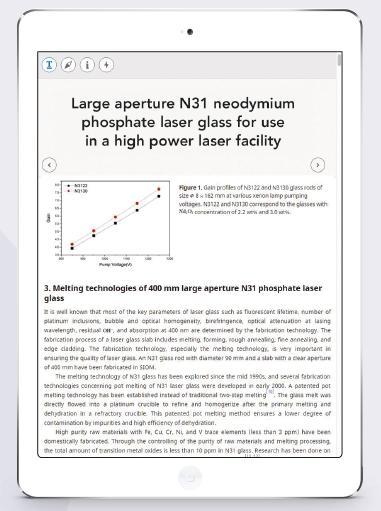 Large aperture N31 neodymium
phosphate laser glass for use
in a high power laser facility
N3122
N3130
Gain
Pump Voltage(V)
Figure 1. Gain profiles of N3122 and N3130 glass rods of
size ø 8 × 162 mm at various xenon lamp pumping
voltages. N3122 and N3130 correspond to the glasses with
Nd₂O₃ concentration of 2.2 wt% and 3.0 wt%.
3. Melting technologies of 400 mm large aperture N31 phosphate laser
glass
It is well known that most of the key parameters of laser glass such as fluorescent lifetime, number of
platinum inclusions, bubble and optical homogeneity, birefringence, optical attenuation at lasing
wavelength, residual OH⁻, and absorption at 400 nm are determined by the fabrication technology. The
fabrication process of a laser glass slab includes melting, forming, rough annealing, fine annealing, and
edge cladding. The fabrication technology, especially the melting technology, is very important in
ensuring the quality of laser glass. An N31 glass rod with diameter 90 mm and a slab with a clear aperture
of 400 mm have been fabricated in SIOM.
The melting technology of N31 glass has been explored since the mid 1990s, and several fabrication
technologies concerning pot melting of N31 laser glass were developed in early 2000. A patented pot
melting technology has been established instead of traditional two-step melting . The glass melt was
directly flowed into a platinum crucible to refine and homogenize after the primary melting and
dehydration in a refractory crucible. This patented pot melting method ensures a lower degree of
contamination by impurities and high efficiency of dehydration.
High purity raw materials with Fe, Cu, Cr, Ni, and V trace elements (less than 3 ppm) have been
domestically fabricated. Through the controlling of the purity of raw materials and melting processing,
the total amount of transition metal oxides is less than 10 ppm in N31 glass. Research has been done on